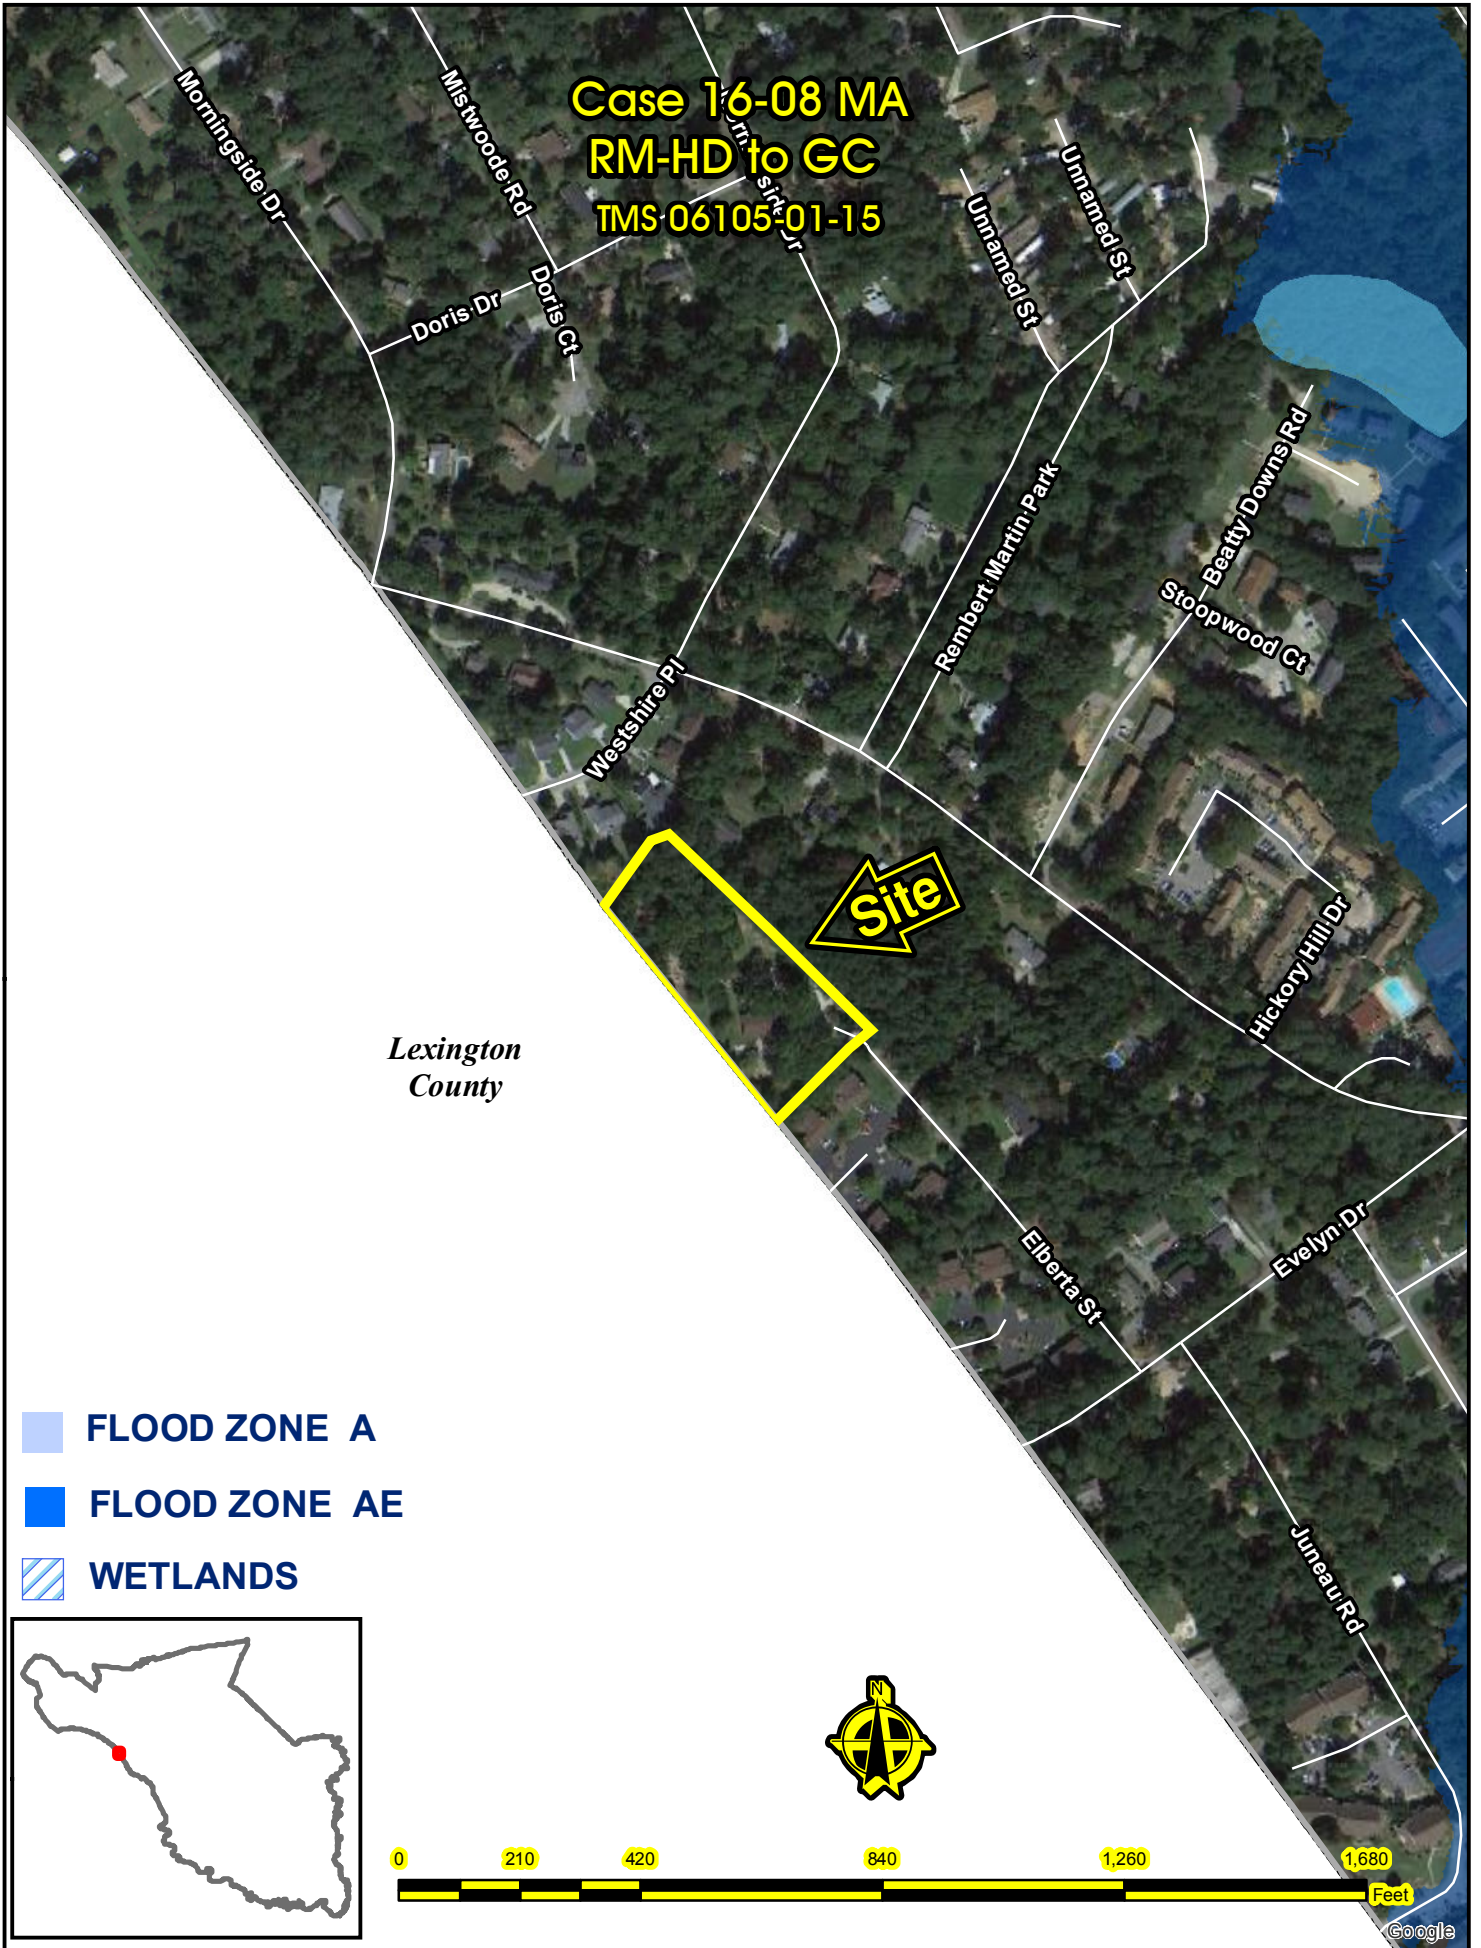 Case 16-08 MA
RM-HD to GC
TMS 06105-01-15
Morningside Dr
Mistwoode Rd
Morningside Dr
Unnamed St
Unnamed St
Doris Dr
Doris Ct
Beatty Downs Rd
Rembert Martin Park
Stoopwood Ct
Westshire Pl
Site
Hickory Hill Dr
Lexington
County
Elberta St
Evelyn Dr
Juneau Rd
FLOOD ZONE A
FLOOD ZONE AE
WETLANDS
N
0 210 420 840 1,260 1,680
Feet
Google